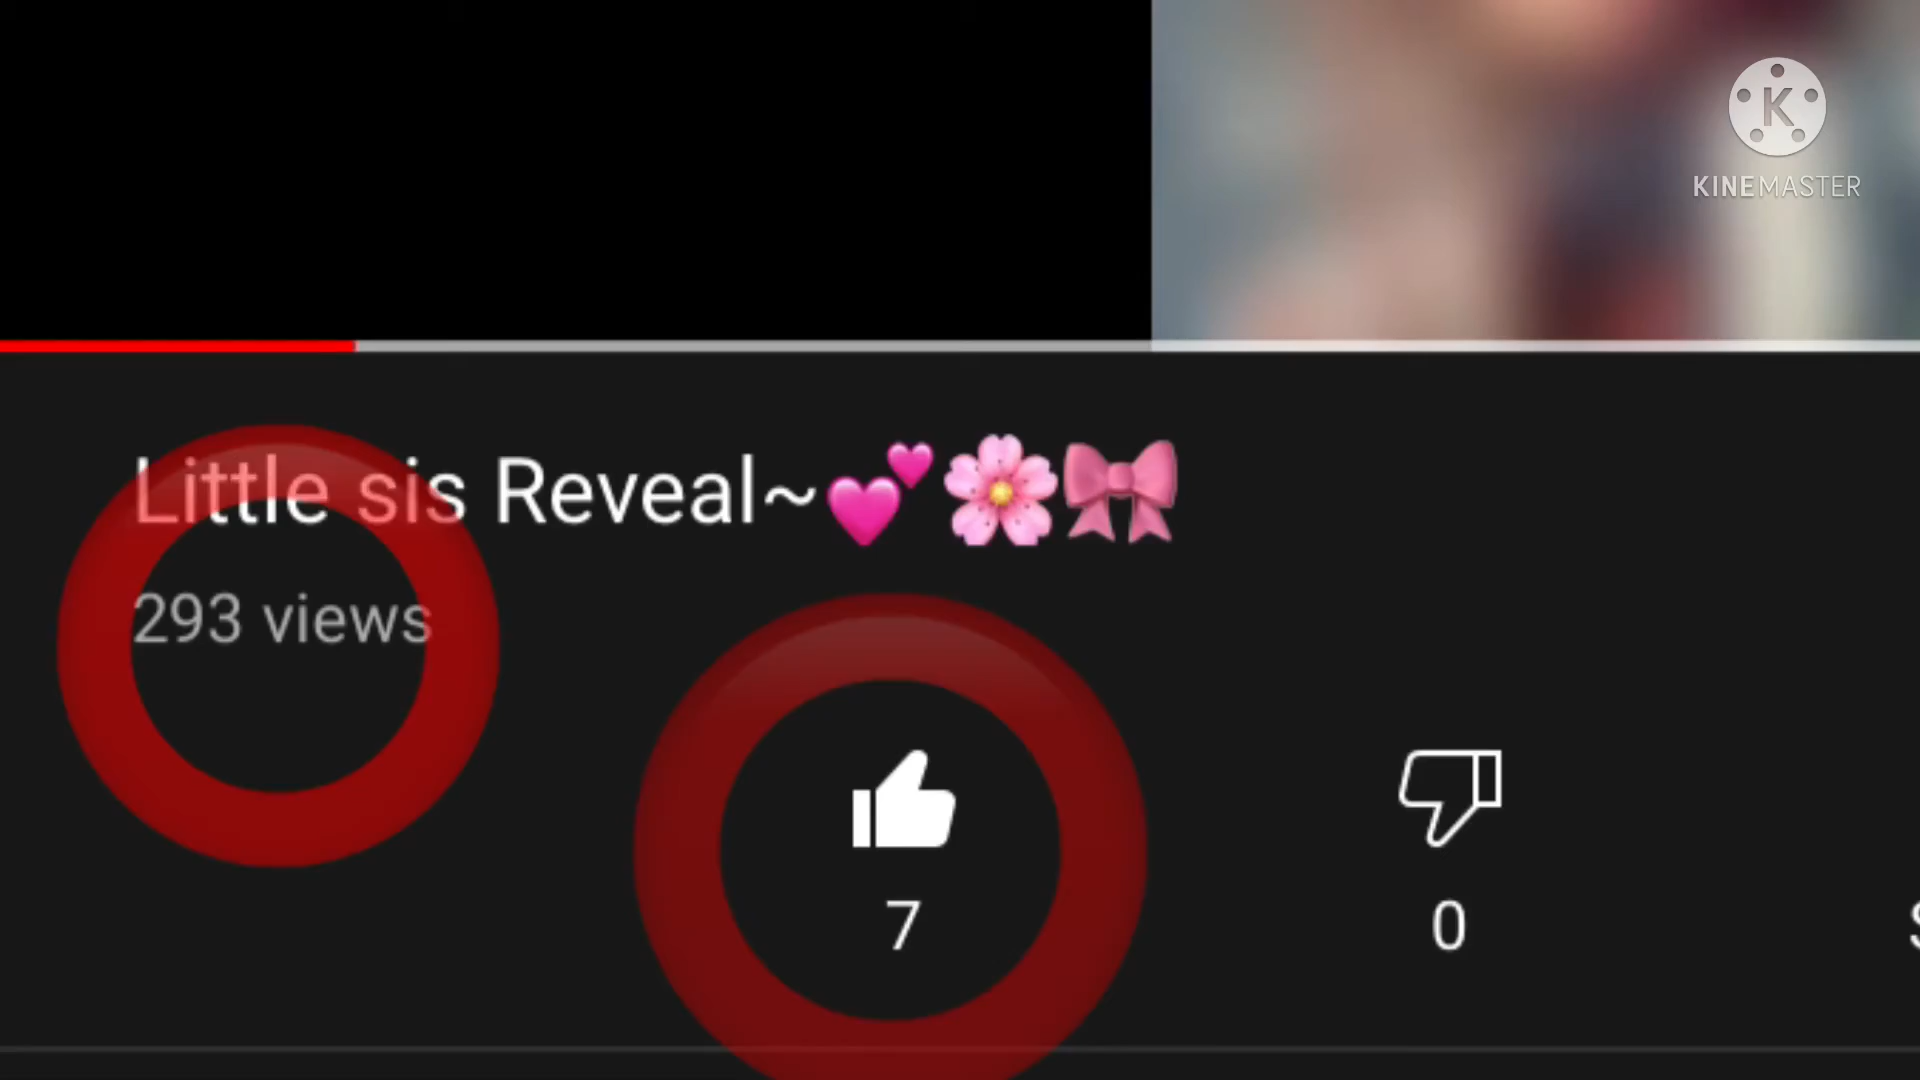 K
KINEMASTER
Little sis Reveal~💕🌸🎀
293 views
7
0